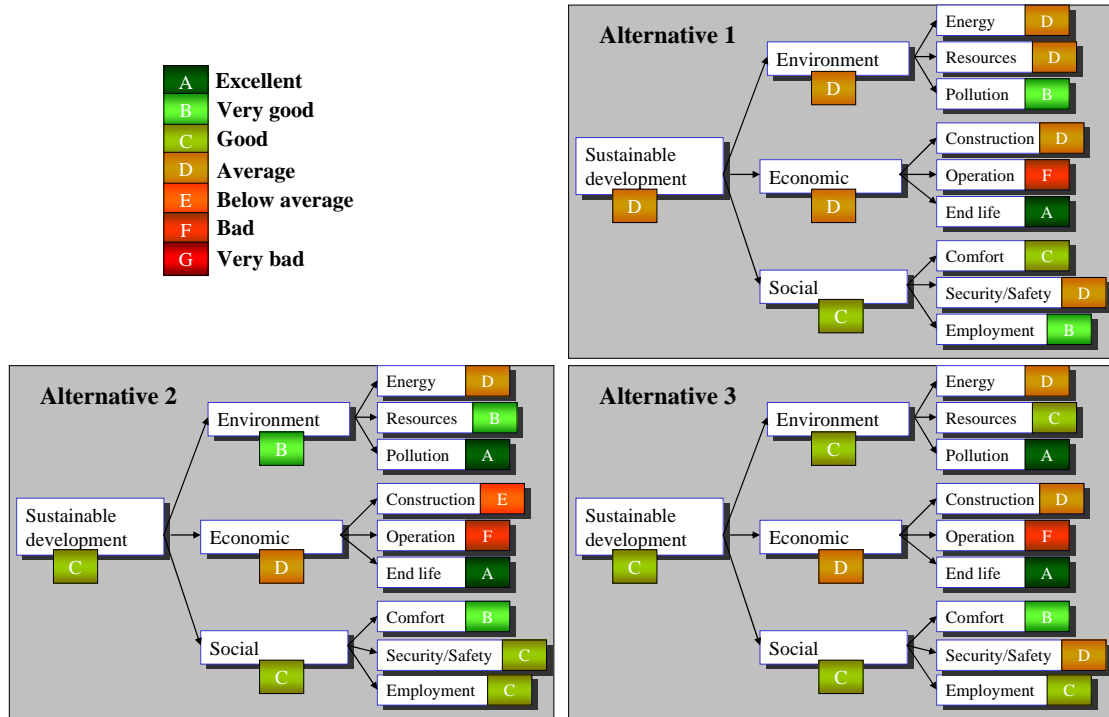 A Excellent
B Very good
C Good
D Average
E Below average
F Bad
G Very bad
Alternative 1
Sustainable
development
D
Environment
D
Energy D
Resources D
Pollution B
Economic
D
Construction D
Operation F
End life A
Social
C
Comfort C
Security/Safety D
Employment B
Alternative 2
Sustainable
development
C
Environment
B
Energy D
Resources B
Pollution A
Economic
D
Construction E
Operation F
End life A
Social
C
Comfort B
Security/Safety C
Employment C
Alternative 3
Sustainable
development
C
Environment
C
Energy D
Resources C
Pollution A
Economic
D
Construction D
Operation F
End life A
Social
C
Comfort B
Security/Safety D
Employment C